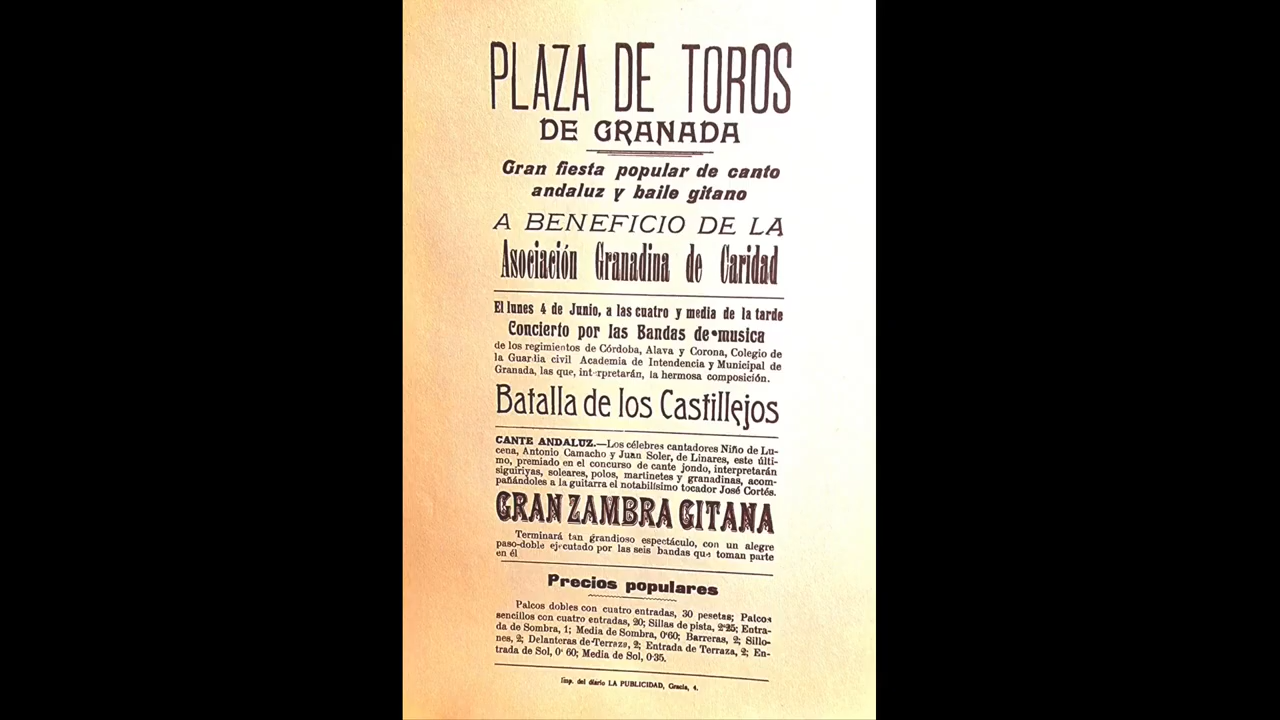 PLAZA DE TOROS
DE GRANADA
Gran fiesta popular de canto
andaluz y baile gitano
A BENEFICIO DE LA
Asociación Granadina de Caridad
El lunes 4 de Junio, a las cuatro y media de la tarde
Concierto por las Bandas de musica
de los regimientos de Córdoba, Alava y Corona, Colegio de
la Guardia civil Academia de Intendencia y Municipal de
Granada, las que, interpretarán, la hermosa composición.
Batalla de los Castillejos
CANTE ANDALUZ.—Los célebres cantadores Niño de Lu-
cena, Antonio Camacho y Juan Soler, de Linares, este últi-
mo, premiado en el concurso de cante jondo, interpretarán
siguiriyas, soleares, polos, martinetes y granadinas, acom-
pañándoles a la guitarra el notabilísimo tocador José Cortés.
GRAN ZAMBRA GITANA
Terminará tan grandioso espectáculo, con un alegre
paso-doble ejecutado por las seis bandas que toman parte
en él
Precios populares
Palcos dobles con cuatro entradas, 30 pesetas; Palcos
sencillos con cuatro entradas, 20; Sillas de pista, 2'25; Entra-
da de Sombra, 1; Media de Sombra, 0'60; Barreras, 2; Sillo-
nes, 2; Delanteras de Terraza, 2; Entrada de Terraza, 2; En-
trada de Sol, 0'60; Media de Sol, 0'35.
Imp. del diario LA PUBLICIDAD, Gracia, 4.